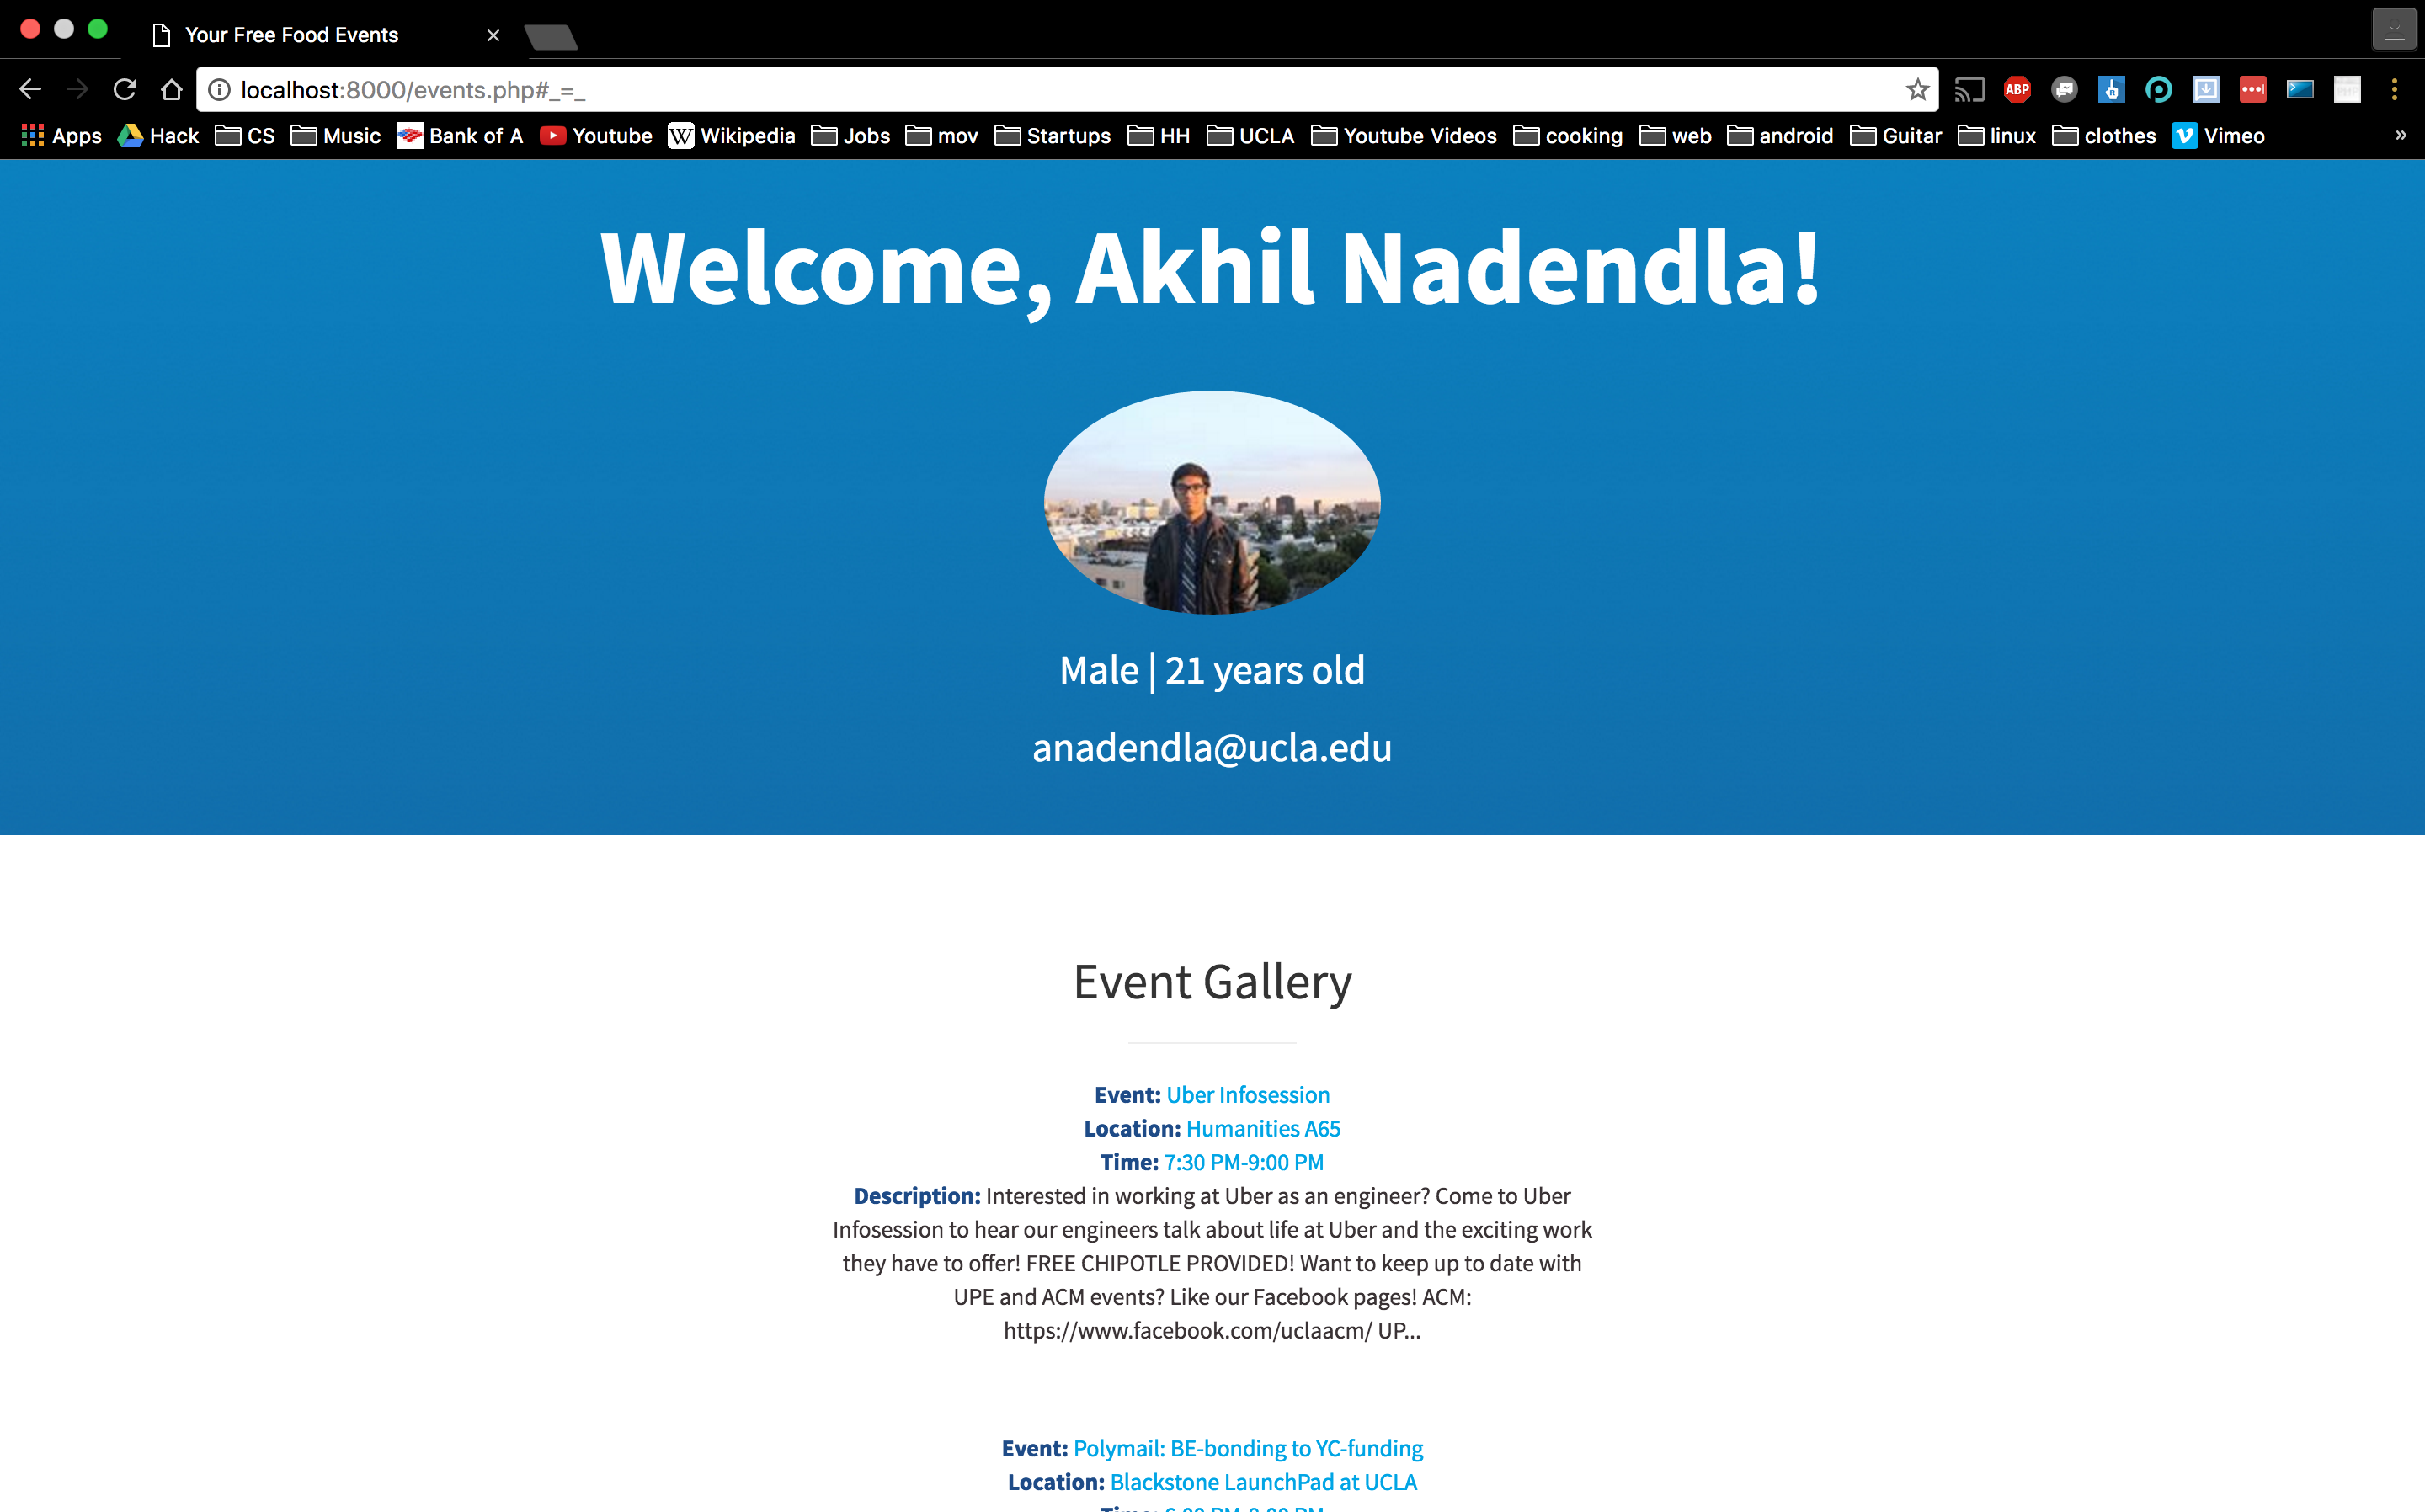 Your Free Food Events
localhost:8000/events.php#_=_
ABP
Apps Hack CS Music Bank of A Youtube W Wikipedia Jobs mov Startups HH UCLA Youtube Videos cooking web android Guitar linux clothes Vimeo »
Welcome, Akhil Nadendla!
Male | 21 years old
anadendla@ucla.edu
Event Gallery
Event: Uber Infosession
Location: Humanities A65
Time: 7:30 PM-9:00 PM
Description: Interested in working at Uber as an engineer? Come to Uber
Infosession to hear our engineers talk about life at Uber and the exciting work
they have to offer! FREE CHIPOTLE PROVIDED! Want to keep up to date with
UPE and ACM events? Like our Facebook pages! ACM:
https://www.facebook.com/uclaacm/ UP...
Event: Polymail: BE-bonding to YC-funding
Location: Blackstone LaunchPad at UCLA